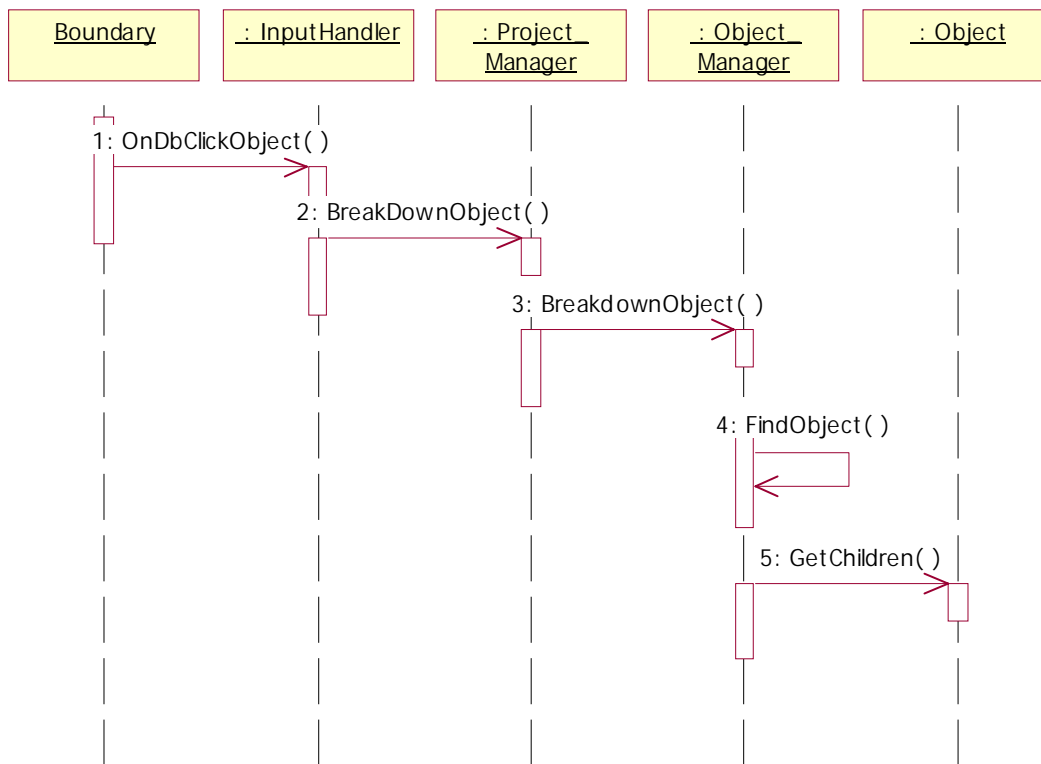 Boundary
: InputHandler
: Project_
Manager
: Object_
Manager
: Object
1: OnDbClickObject( )
2: BreakDownObject( )
3: BreakdownObject( )
4: FindObject( )
5: GetChildren( )